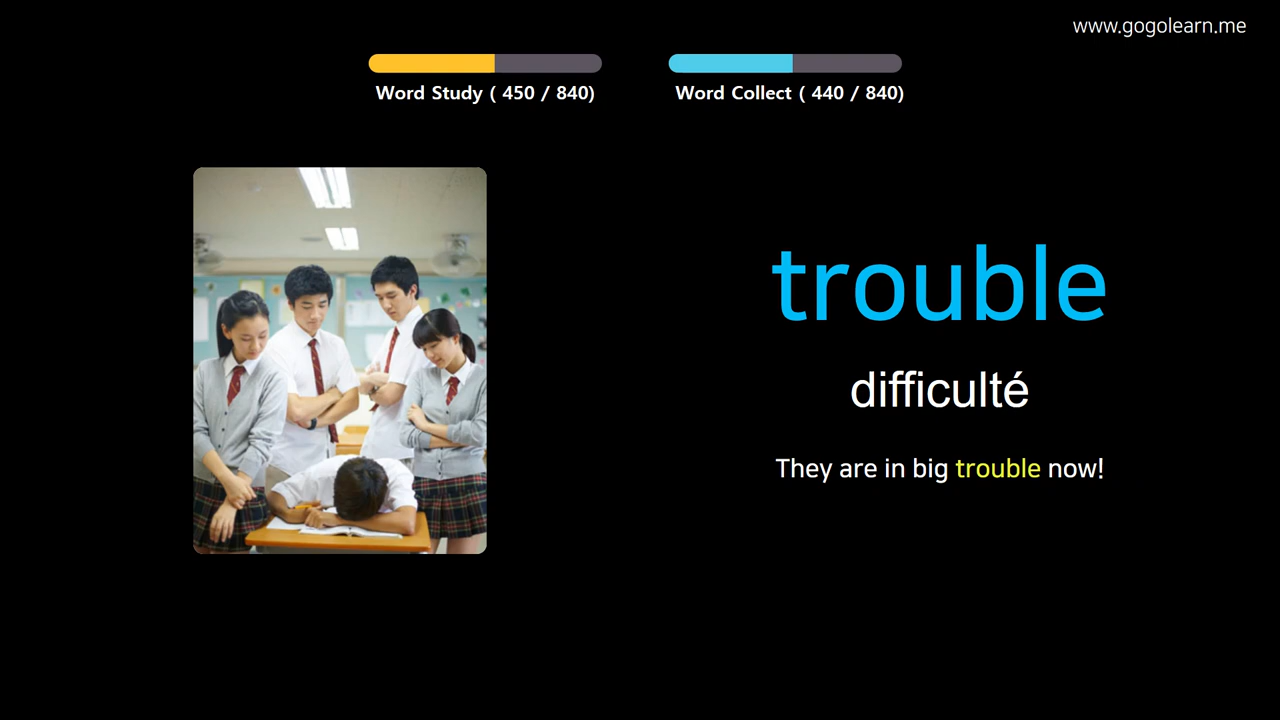 www.gogolearn.me
Word Study ( 450 / 840)
Word Collect ( 440 / 840)
trouble
difficulté
They are in big trouble now!